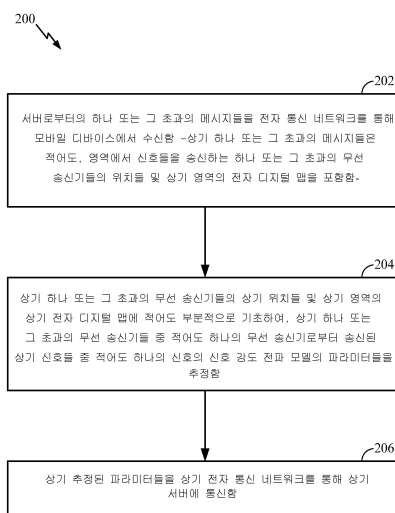 200
202
서버로부터의 하나 또는 그 초과의 메시지들을 전자 통신 네트워크를 통해
모바일 디바이스에서 수신함 -상기 하나 또는 그 초과의 메시지들은
적어도, 영역에서 신호들을 송신하는 하나 또는 그 초과의 무선
송신기들의 위치들 및 상기 영역의 전자 디지털 맵을 포함함-
204
상기 하나 또는 그 초과의 무선 송신기들의 상기 위치들 및 상기 영역의
상기 전자 디지털 맵에 적어도 부분적으로 기초하여, 상기 하나 또는
그 초과의 무선 송신기들 중 적어도 하나의 무선 송신기로부터 송신된
상기 신호들 중 적어도 하나의 신호의 신호 강도 전파 모델의 파라미터들을
추정함
206
상기 추정된 파라미터들을 상기 전자 통신 네트워크를 통해 상기
서버에 통신함